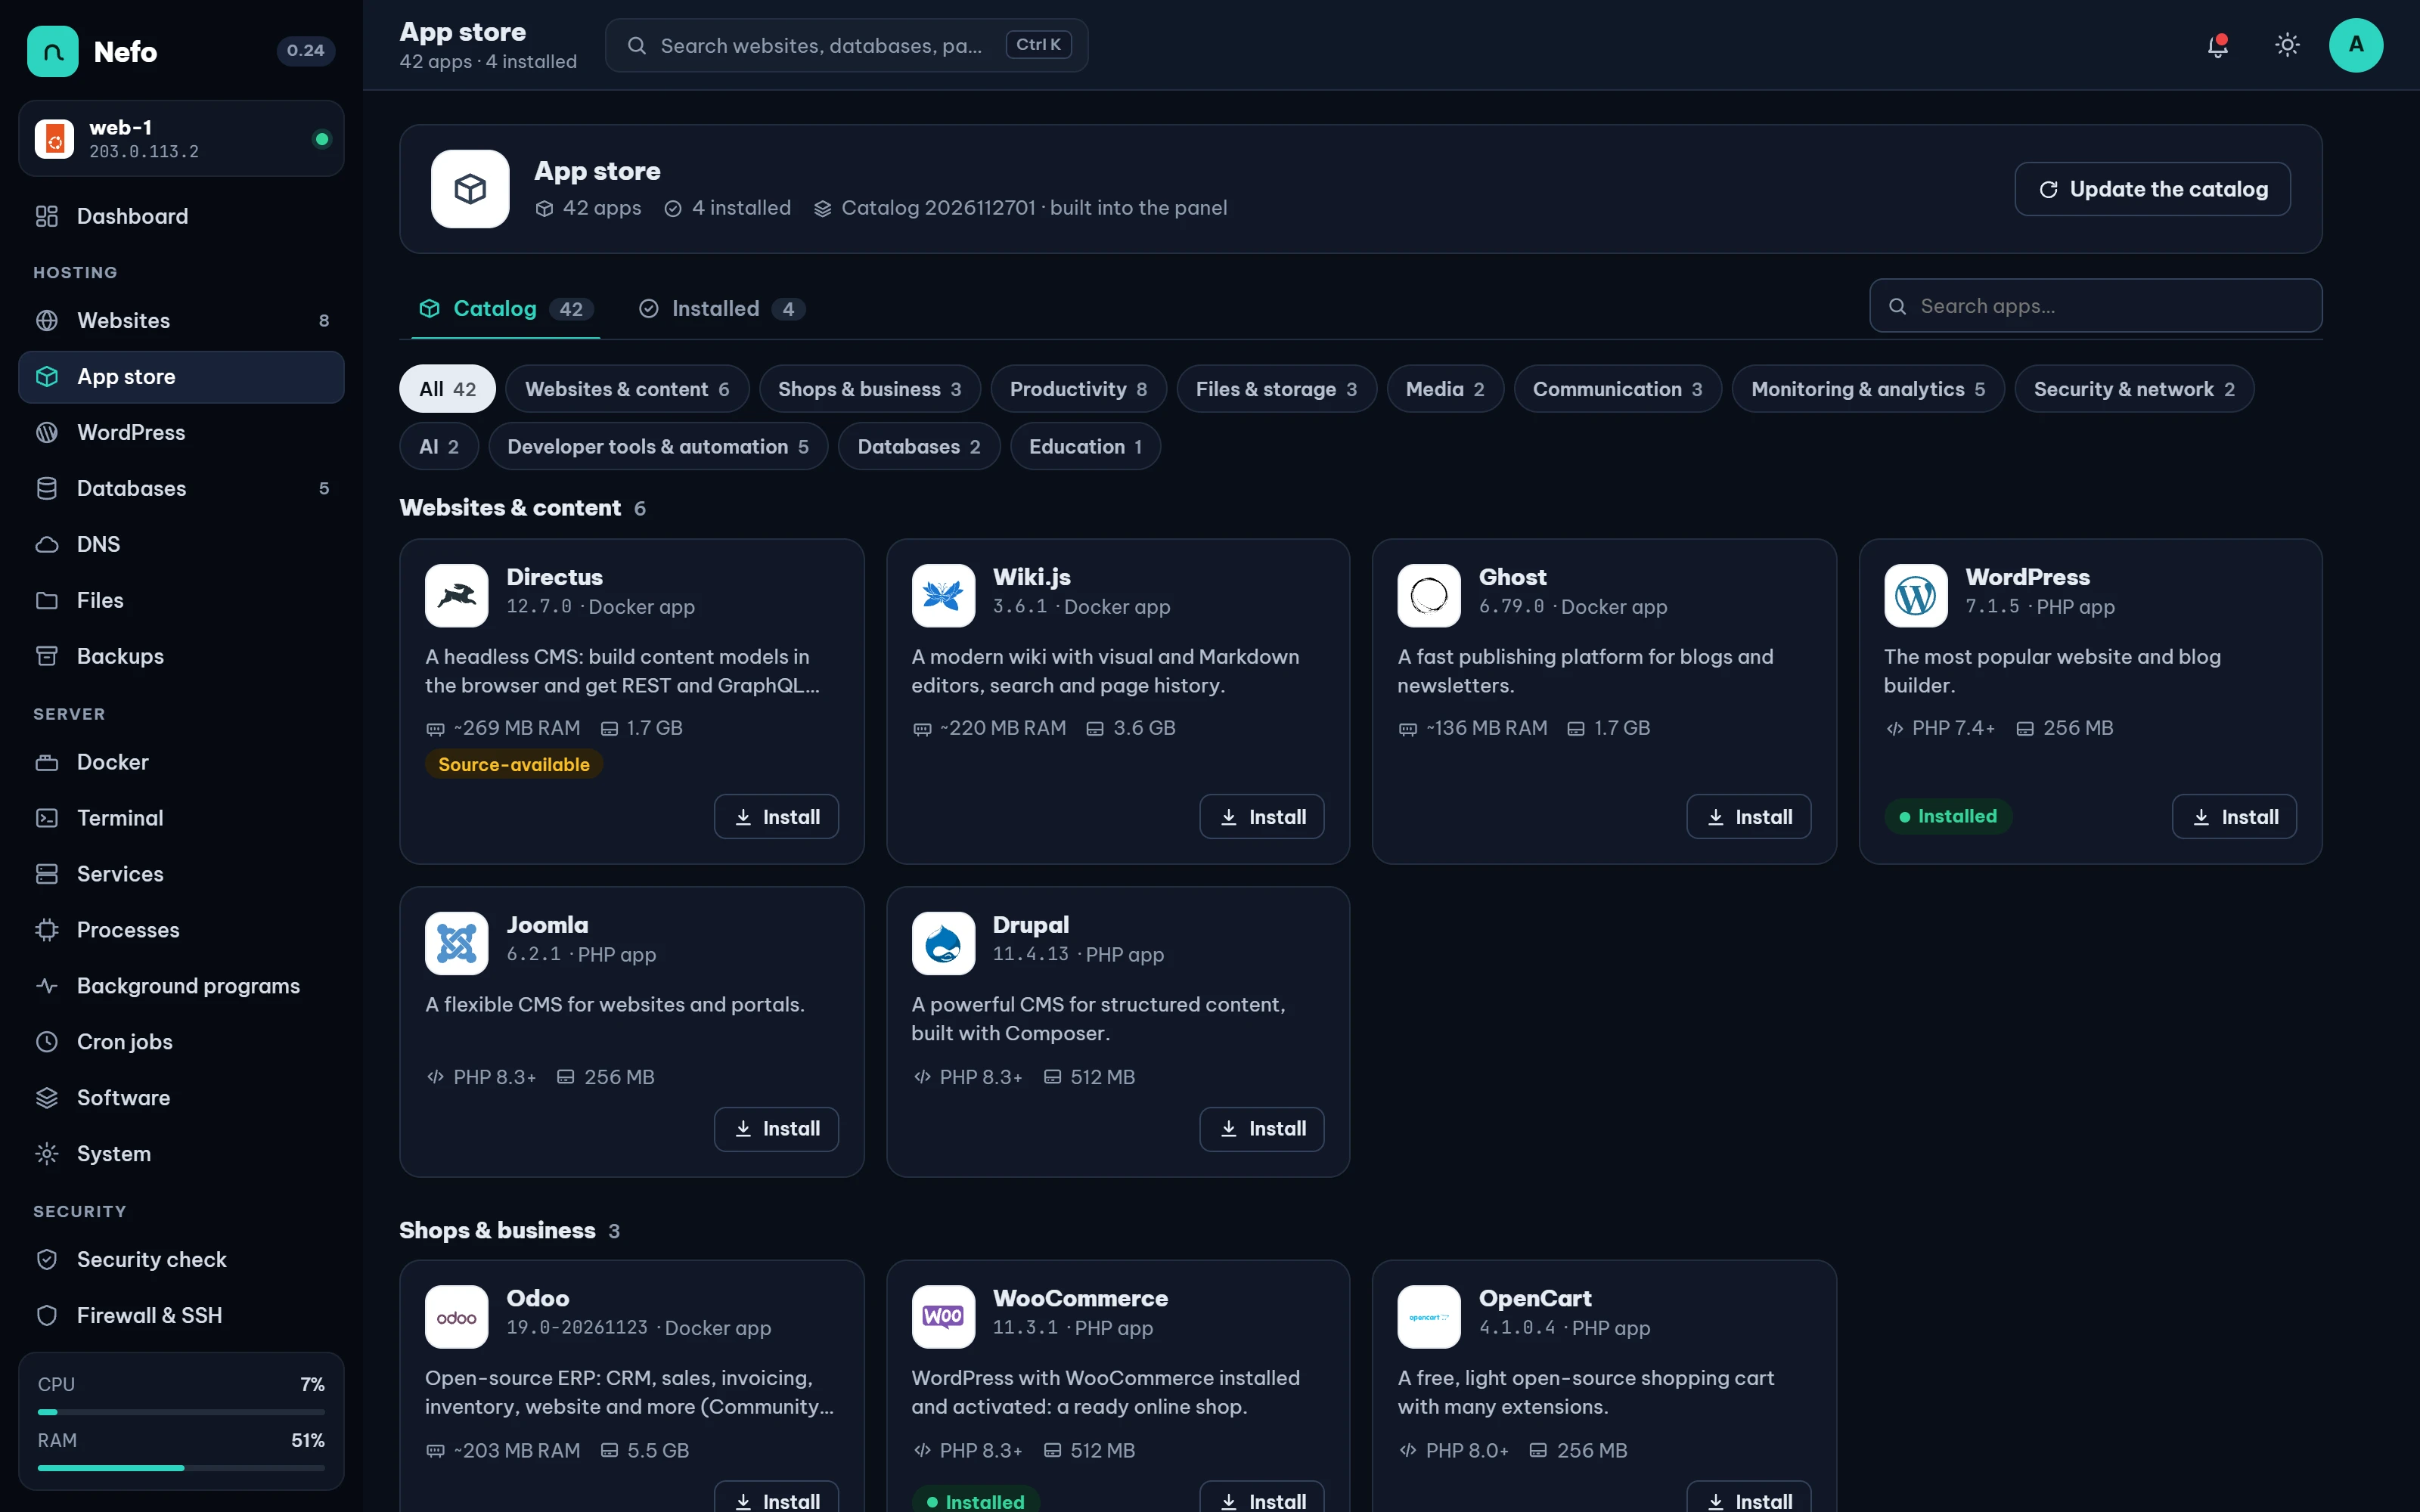 Nefo
0.24
web-1
203.0.113.2
Dashboard
HOSTING
Websites 8
App store
WordPress
Databases 5
DNS
Files
Backups
SERVER
Docker
Terminal
Services
Processes
Background programs
Cron jobs
Software
System
SECURITY
Security check
Firewall & SSH
CPU 7%
RAM 51%
App store
42 apps · 4 installed
Search websites, databases, pa... Ctrl K
A
App store
42 apps 4 installed Catalog 2026112701 · built into the panel
Update the catalog
Catalog 42 Installed 4
Search apps...
All 42 Websites & content 6 Shops & business 3 Productivity 8 Files & storage 3 Media 2 Communication 3 Monitoring & analytics 5 Security & network 2
AI 2 Developer tools & automation 5 Databases 2 Education 1
Websites & content 6
Directus
12.7.0 · Docker app
A headless CMS: build content models in
the browser and get REST and GraphQL...
~269 MB RAM 1.7 GB
Source-available
Install
Wiki.js
3.6.1 · Docker app
A modern wiki with visual and Markdown
editors, search and page history.
~220 MB RAM 3.6 GB
Install
Ghost
6.79.0 · Docker app
A fast publishing platform for blogs and
newsletters.
~136 MB RAM 1.7 GB
Install
WordPress
7.1.5 · PHP app
The most popular website and blog
builder.
PHP 7.4+ 256 MB
Installed Install
Joomla
6.2.1 · PHP app
A flexible CMS for websites and portals.
PHP 8.3+ 256 MB
Install
Drupal
11.4.13 · PHP app
A powerful CMS for structured content,
built with Composer.
PHP 8.3+ 512 MB
Install
Shops & business 3
odoo
Odoo
19.0-20261123 · Docker app
Open-source ERP: CRM, sales, invoicing,
inventory, website and more (Community...
~203 MB RAM 5.5 GB
Install
Woo
WooCommerce
11.3.1 · PHP app
WordPress with WooCommerce installed
and activated: a ready online shop.
PHP 8.3+ 512 MB
Installed Install
opencart
OpenCart
4.1.0.4 · PHP app
A free, light open-source shopping cart
with many extensions.
PHP 8.0+ 256 MB
Install